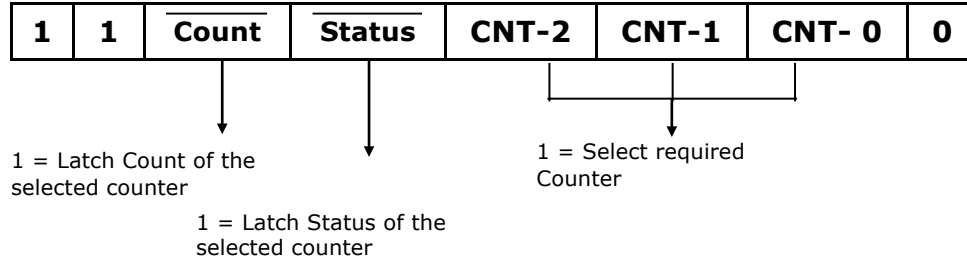 1 1 Count Status CNT-2 CNT-1 CNT- 0 0
1 = Latch Count of the
selected counter
1 = Select required
Counter
1 = Latch Status of the
selected counter